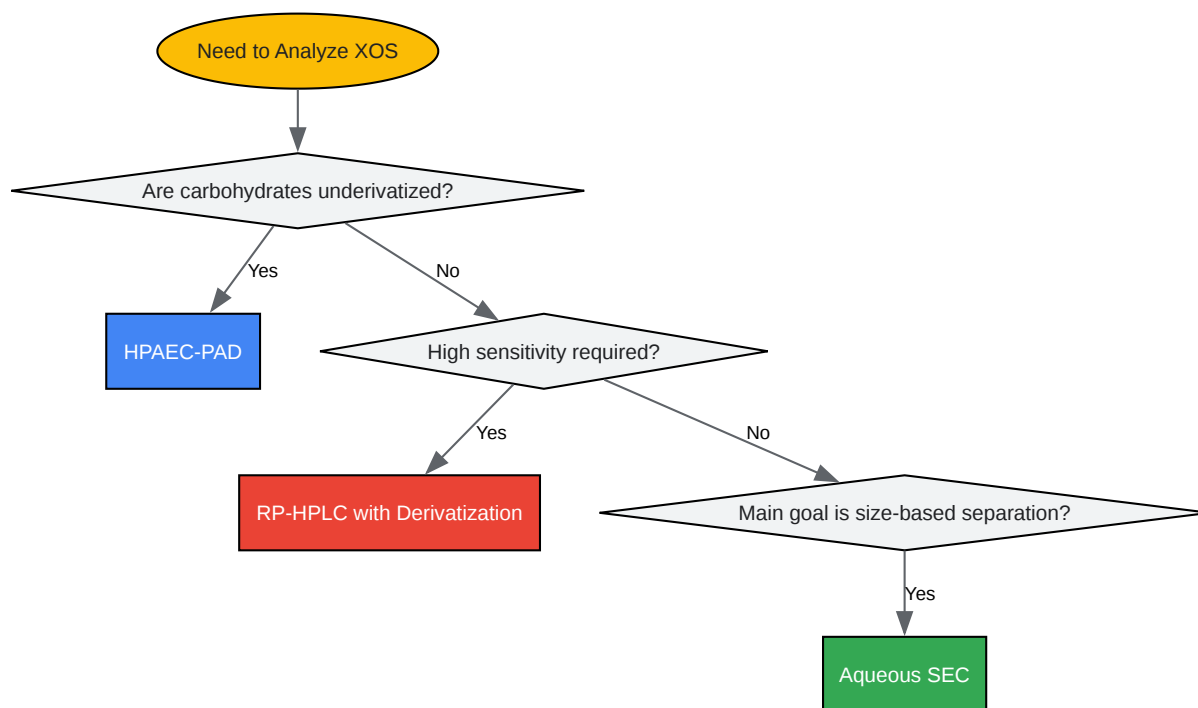 Need to Analyze XOS
Are carbohydrates underivatized?
Yes
No
HPAEC-PAD
High sensitivity required?
Yes
No
RP-HPLC with Derivatization
Main goal is size-based separation?
Yes
Aqueous SEC